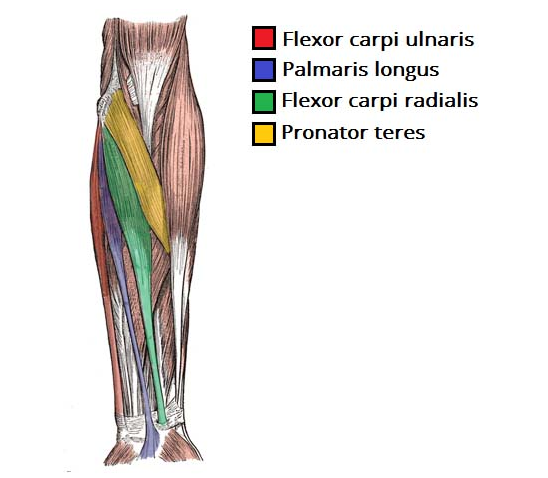 Flexor carpi ulnaris
Palmaris longus
Flexor carpi radialis
Pronator teres